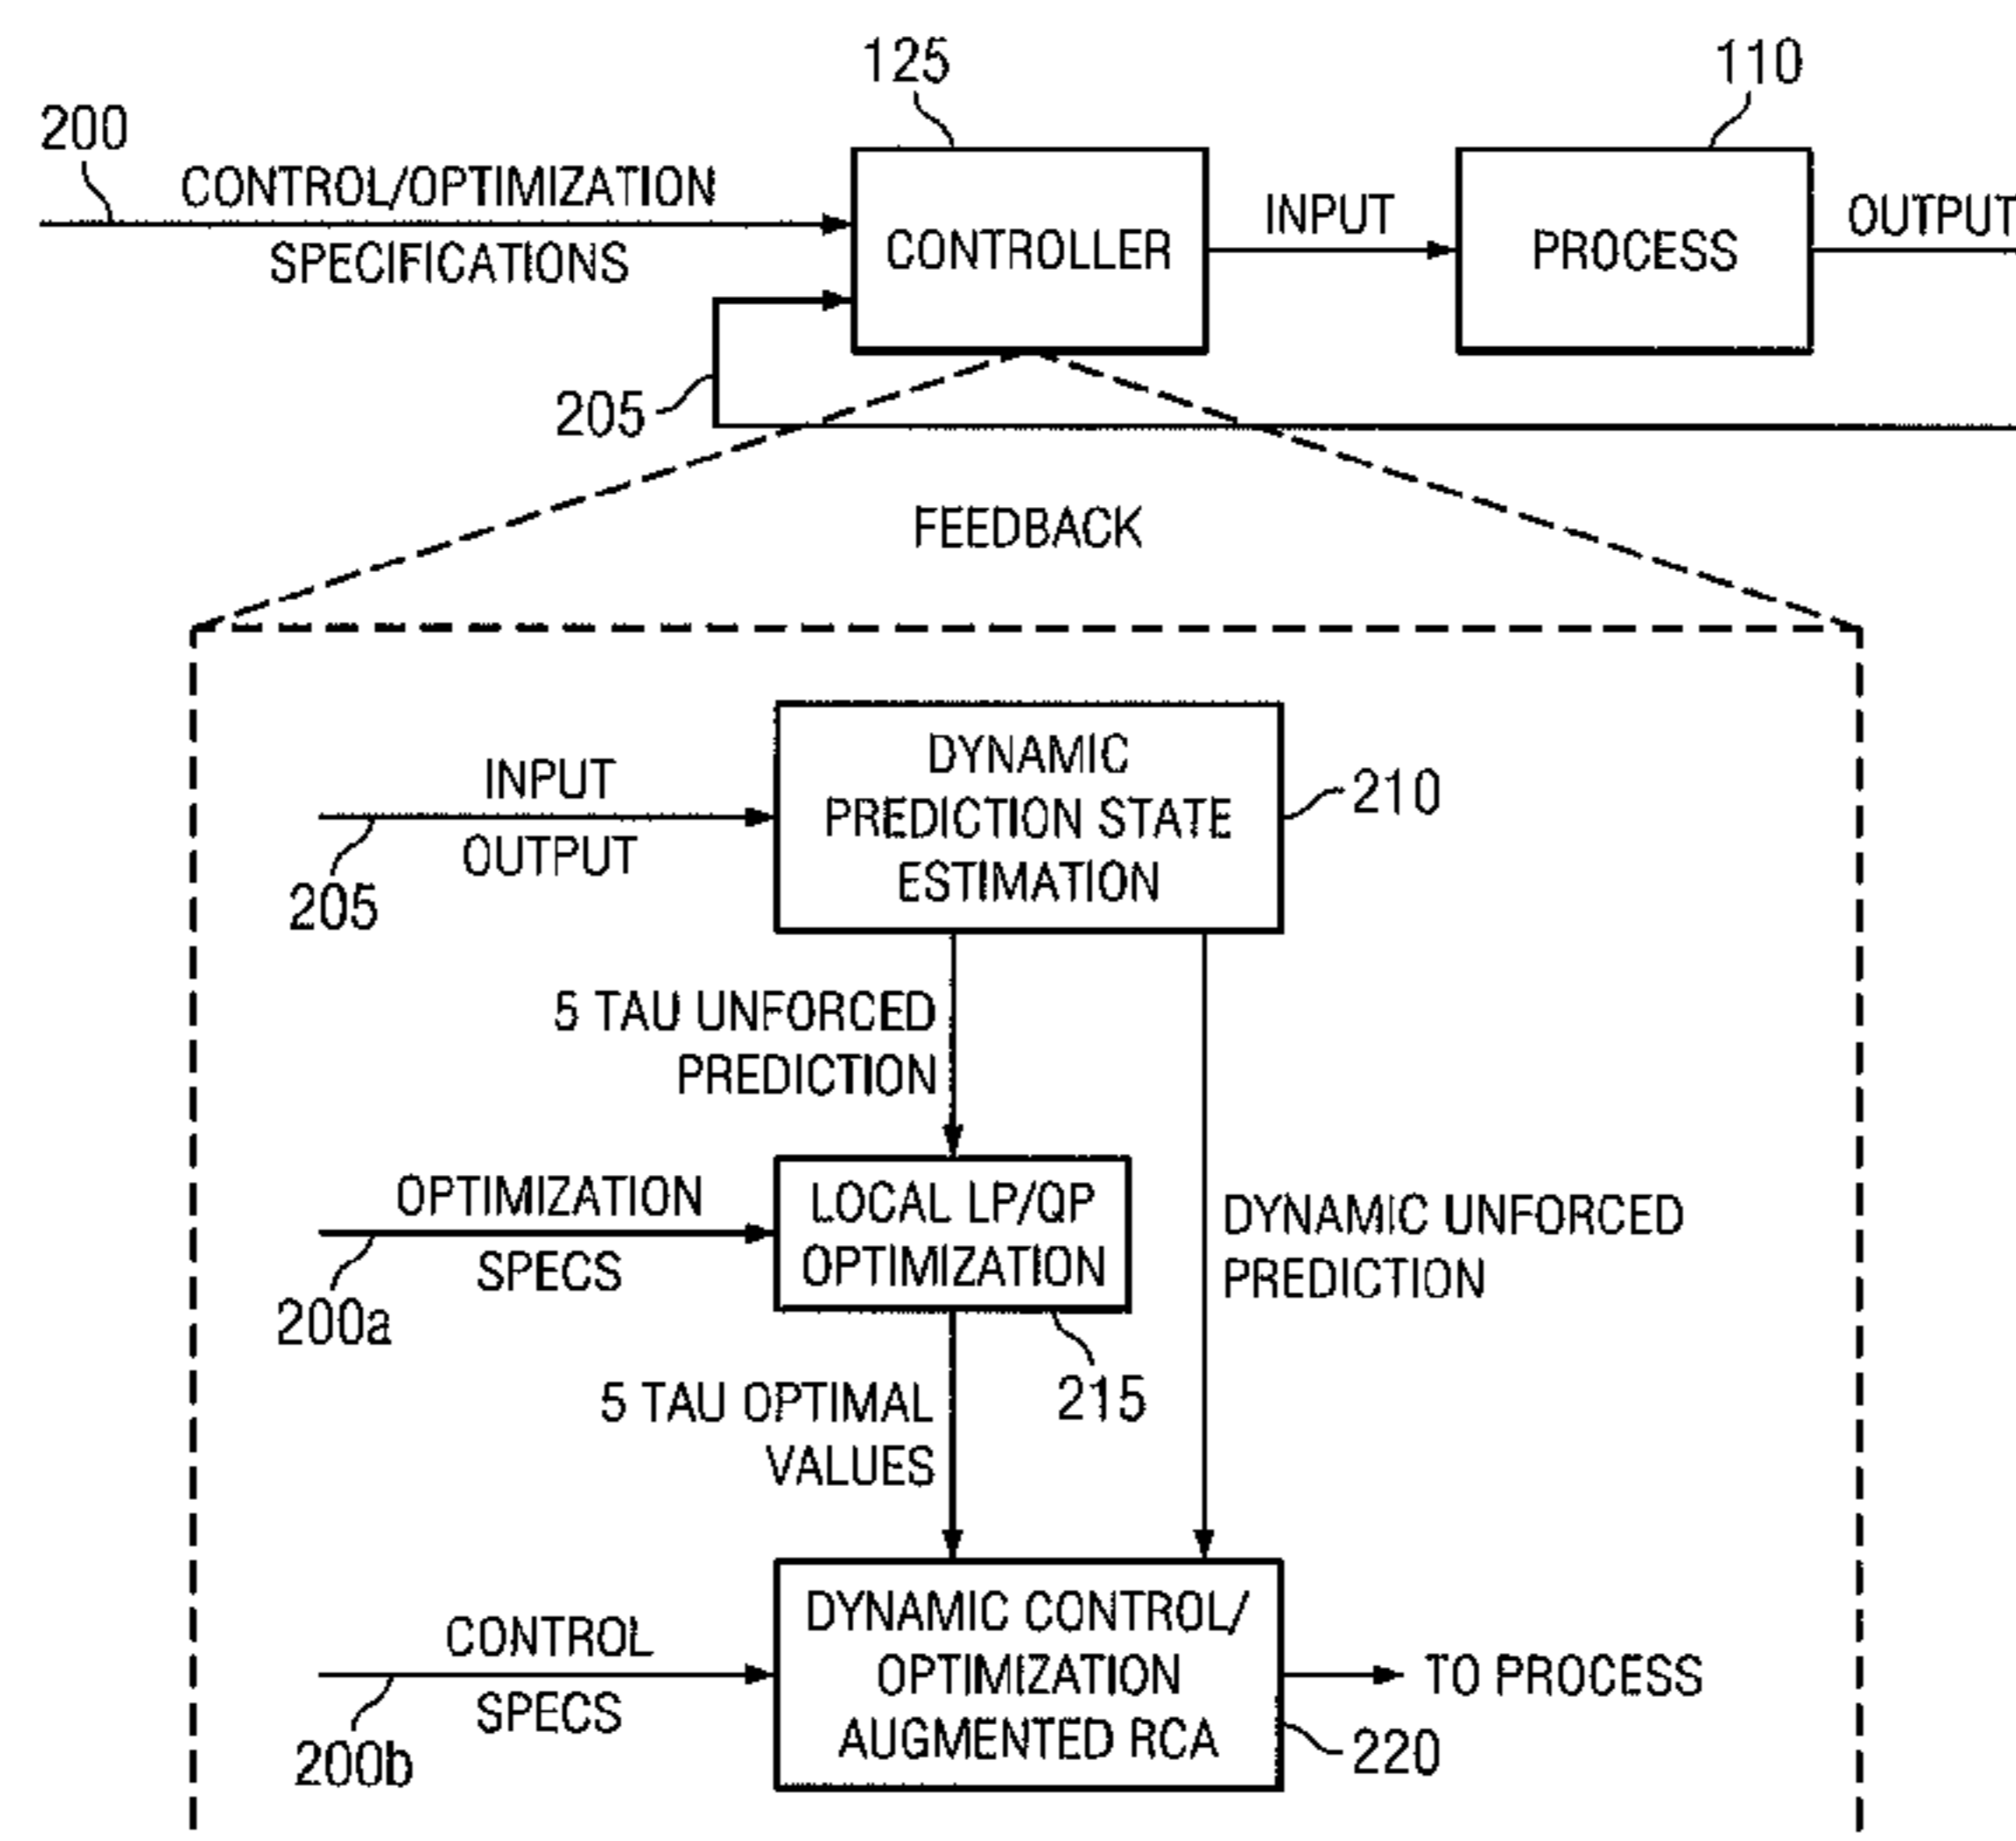 125
110
200
CONTROL/OPTIMIZATION
SPECIFICATIONS
CONTROLLER
INPUT
PROCESS
OUTPUT
205
FEEDBACK
INPUT
OUTPUT
205
DYNAMIC
PREDICTION STATE
ESTIMATION
210
5 TAU UNFORCED
PREDICTION
OPTIMIZATION
SPECS
200a
LOCAL LP/QP
OPTIMIZATION
215
DYNAMIC UNFORCED
PREDICTION
5 TAU OPTIMAL
VALUES
CONTROL
SPECS
200b
DYNAMIC CONTROL/
OPTIMIZATION
AUGMENTED RCA
220
TO PROCESS